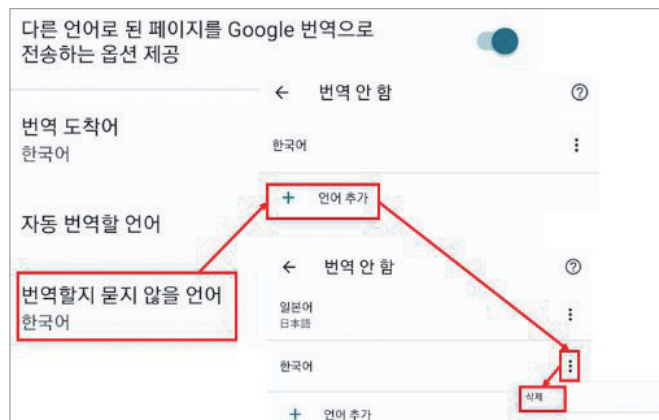 다른 언어로 된 페이지를 Google 번역으로
전송하는 옵션 제공
번역 도착어
한국어
자동 번역할 언어
번역할지 묻지 않을 언어
한국어
번역 안 함
한국어
+ 언어 추가
번역 안 함
일본어
日本語
한국어
삭제
+ 언어 추가